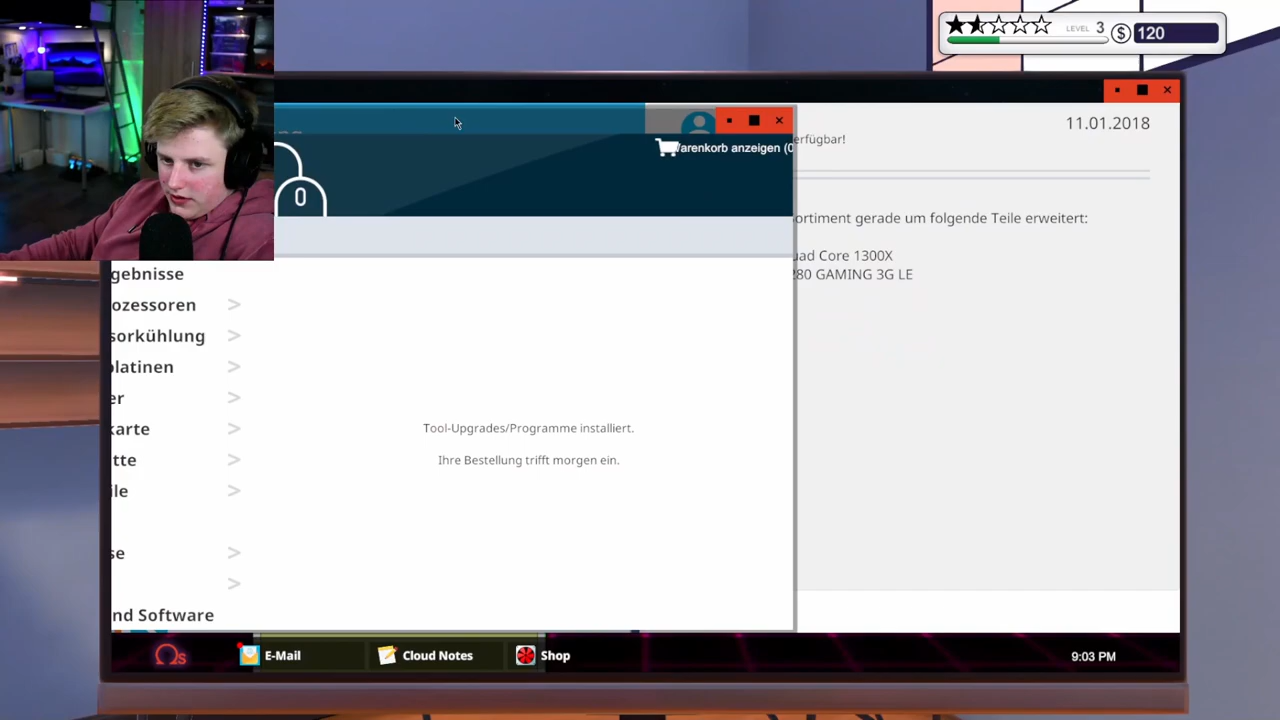 LEVEL 3 $ 120
11.01.2018
erfügbar!
arenkorb anzeigen (0
ortiment gerade um folgende Teile erweitert:
uad Core 1300X
280 GAMING 3G LE
gebnisse
ozessoren >
sorkühlung >
platinen >
er >
karte >
tte >
ile >
se >
>
nd Software
Tool-Upgrades/Programme installiert.
Ihre Bestellung trifft morgen ein.
Ωs E-Mail Cloud Notes Shop 9:03 PM